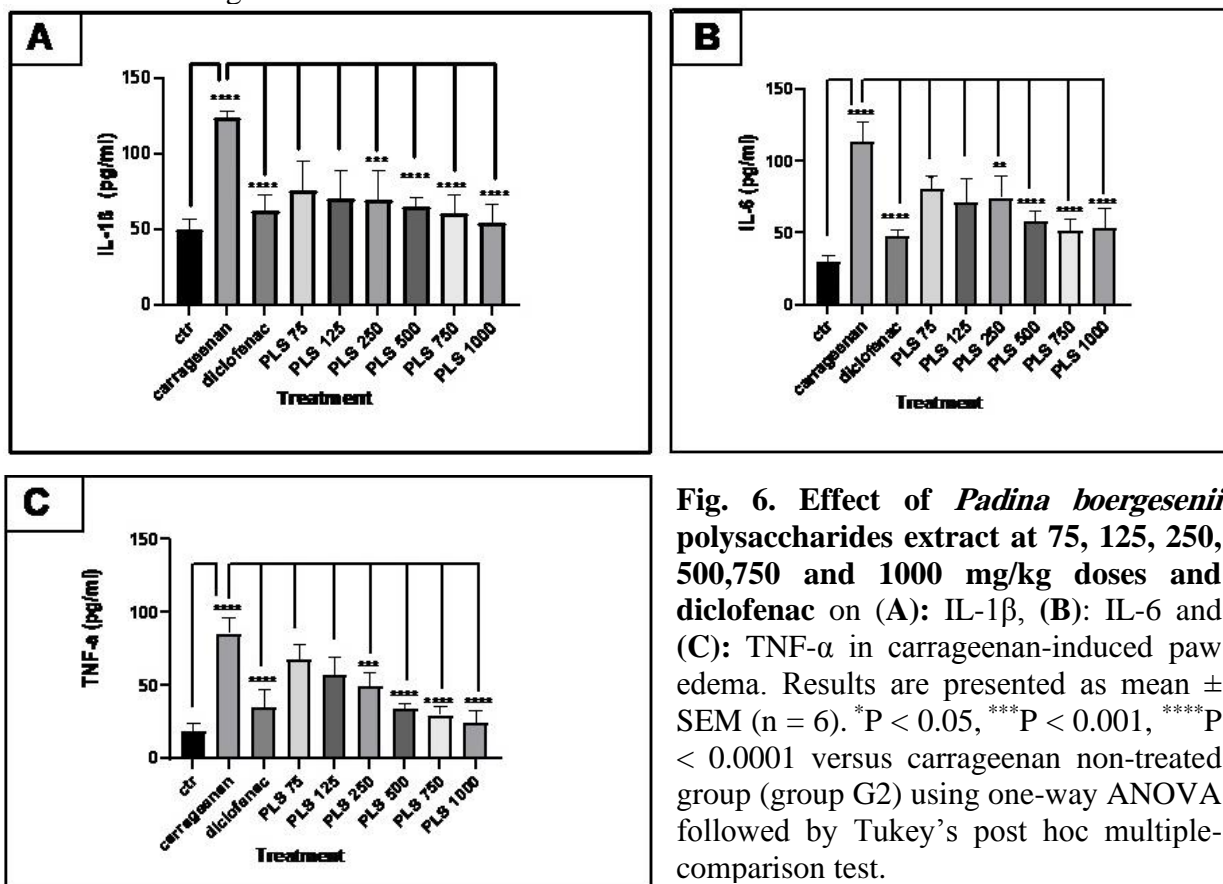 A
IL-1ß (pg/ml)
150
100
50
0
****
****
***
****
****
****
ctr
carrageenan
diclofenac
PLS 75
PLS 125
PLS 250
PLS 500
PLS 750
PLS 1000
Treatment
B
IL-6 (pg/ml)
150
100
50
0
****
****
**
****
****
****
ctr
carrageenan
diclofenac
PLS 75
PLS 125
PLS 250
PLS 500
PLS 750
PLS 1000
Treatment
C
TNF-a (pg/ml)
150
100
50
0
****
****
***
****
****
****
ctr
carrageenan
diclofenac
PLS 75
PLS 125
PLS 250
PLS 500
PLS 750
PLS 1000
Treatment
Fig. 6. Effect of Padina boergesenii
polysaccharides extract at 75, 125, 250,
500,750 and 1000 mg/kg doses and
diclofenac on (A): IL-1β, (B): IL-6 and
(C): TNF-α in carrageenan-induced paw
edema. Results are presented as mean ±
SEM (n = 6). *P < 0.05, ***P < 0.001, ****P
< 0.0001 versus carrageenan non-treated
group (group G2) using one-way ANOVA
followed by Tukey’s post hoc multiple-
comparison test.